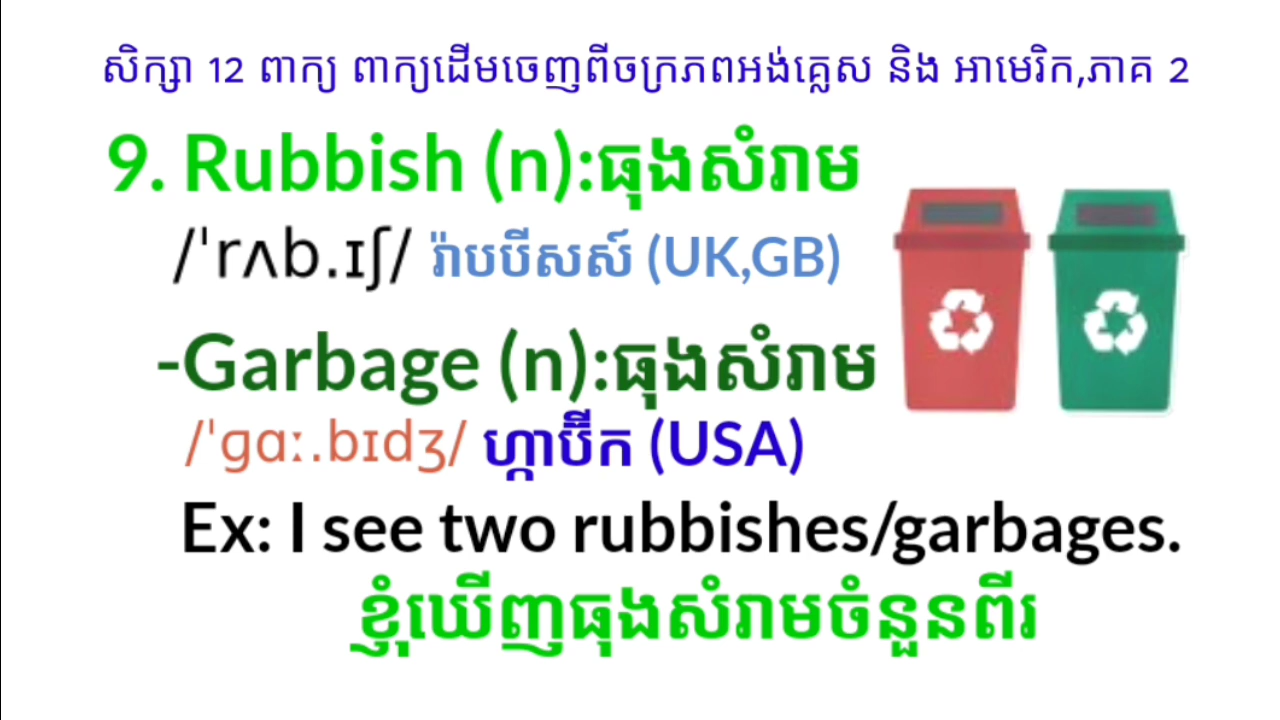 សិក្សា 12 ពាក្យ ពាក្យដើមចេញពីចក្រភពអង់គ្លេស និង អាមេរិក,ភាគ 2
9. Rubbish (n):ធុងសំរាម
/ˈrʌb.ɪʃ/ រ៉ាបបីសស៍ (UK,GB)
-Garbage (n):ធុងសំរាម
/ˈɡɑː.bɪdʒ/ ហ្កាប៊ីក (USA)
Ex: I see two rubbishes/garbages.
ខ្ញុំឃើញធុងសំរាមចំនួនពីរ